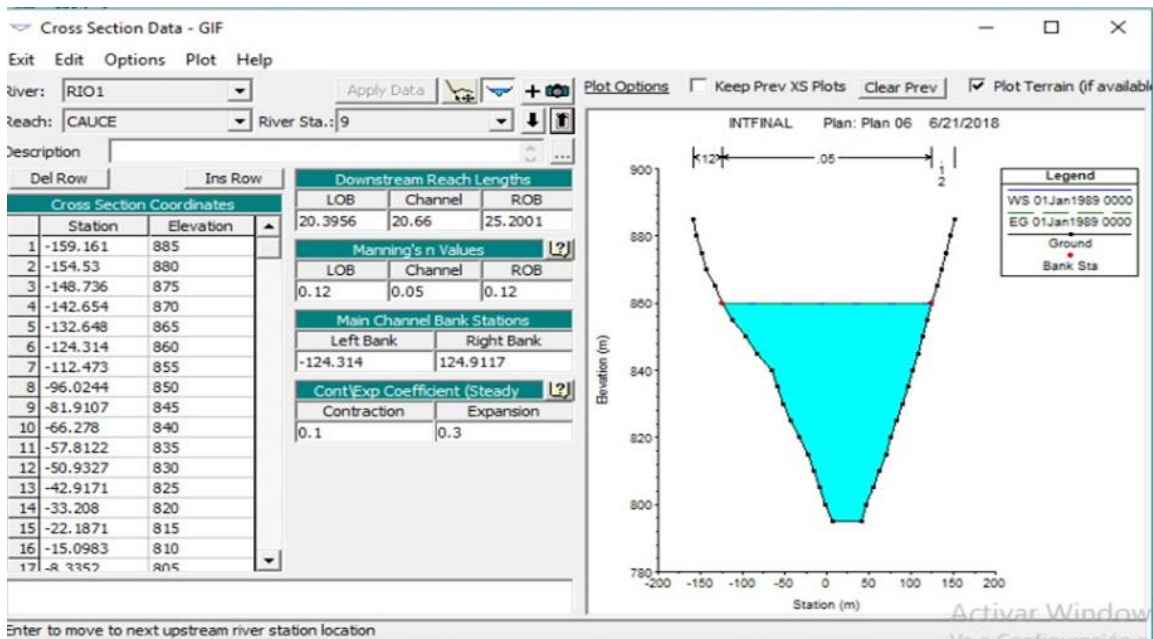 Cross Section Data - GIF
Exit Edit Options Plot Help
River: RIO1 Apply Data + Plot Options Keep Prev XS Plots Clear Prev Plot Terrain (if availabl
Reach: CAUCE River Sta.: 9
Description ...
Del Row Ins Row
Cross Section Coordinates
Station Elevation
1 -159.161 885
2 -154.53 880
3 -148.736 875
4 -142.654 870
5 -132.648 865
6 -124.314 860
7 -112.473 855
8 -96.0244 850
9 -81.9107 845
10 -66.278 840
11 -57.8122 835
12 -50.9327 830
13 -42.9171 825
14 -33.208 820
15 -22.1871 815
16 -15.0983 810
17 -8.3352 805
Downstream Reach Lengths
LOB Channel ROB
20.3956 20.66 25.2001
Manning's n Values
LOB Channel ROB
0.12 0.05 0.12
Main Channel Bank Stations
Left Bank Right Bank
-124.314 124.9117
Cont\Exp Coefficient (Steady
Contraction Expansion
0.1 0.3
INTFINAL Plan: Plan 06 6/21/2018
.12 .05 .12
Legend
WS 01Jan1989 0000
EG 01Jan1989 0000
Ground
Bank Sta
900
880
860
840
820
800
780
Elevation (m)
-200 -150 -100 -50 0 50 100 150 200
Station (m)
Activar Window
Enter to move to next upstream river station location